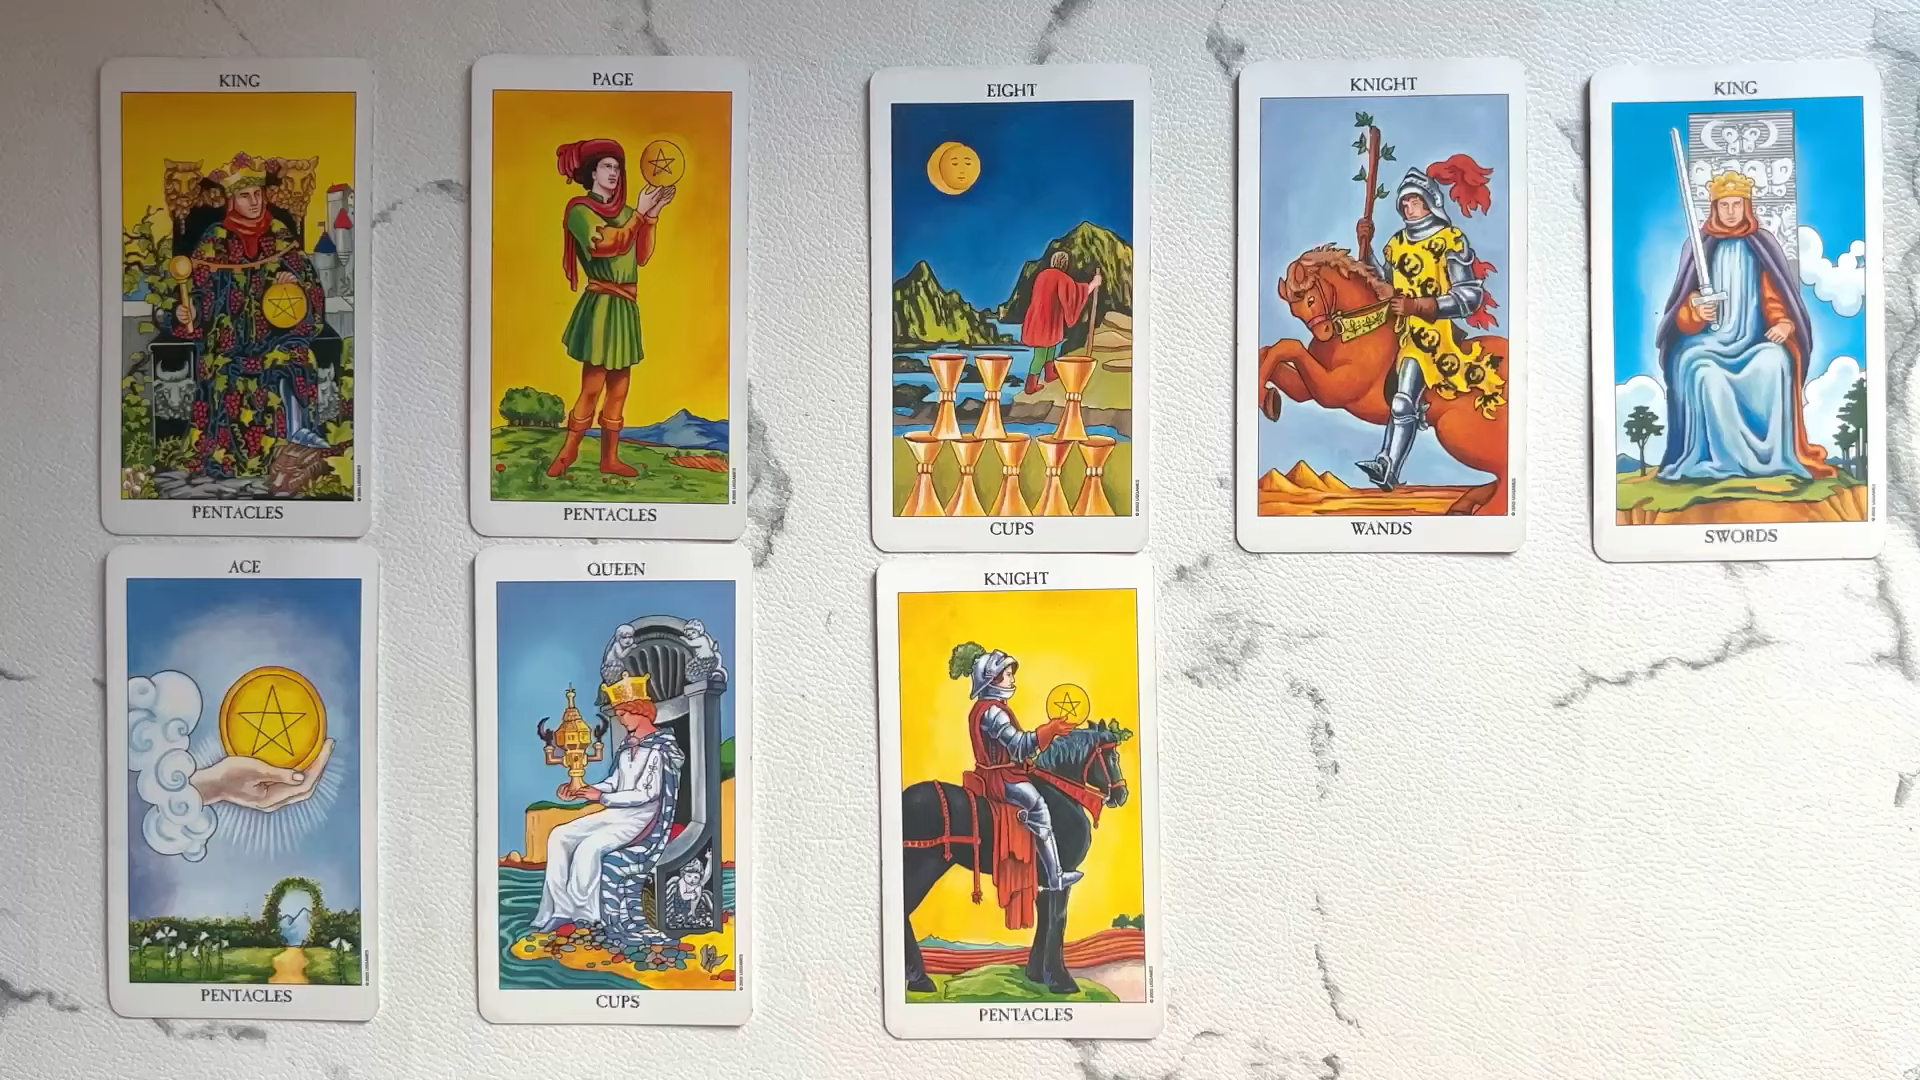 KING
PENTACLES
PAGE
PENTACLES
EIGHT
CUPS
KNIGHT
WANDS
KING
SWORDS
ACE
PENTACLES
QUEEN
CUPS
KNIGHT
PENTACLES